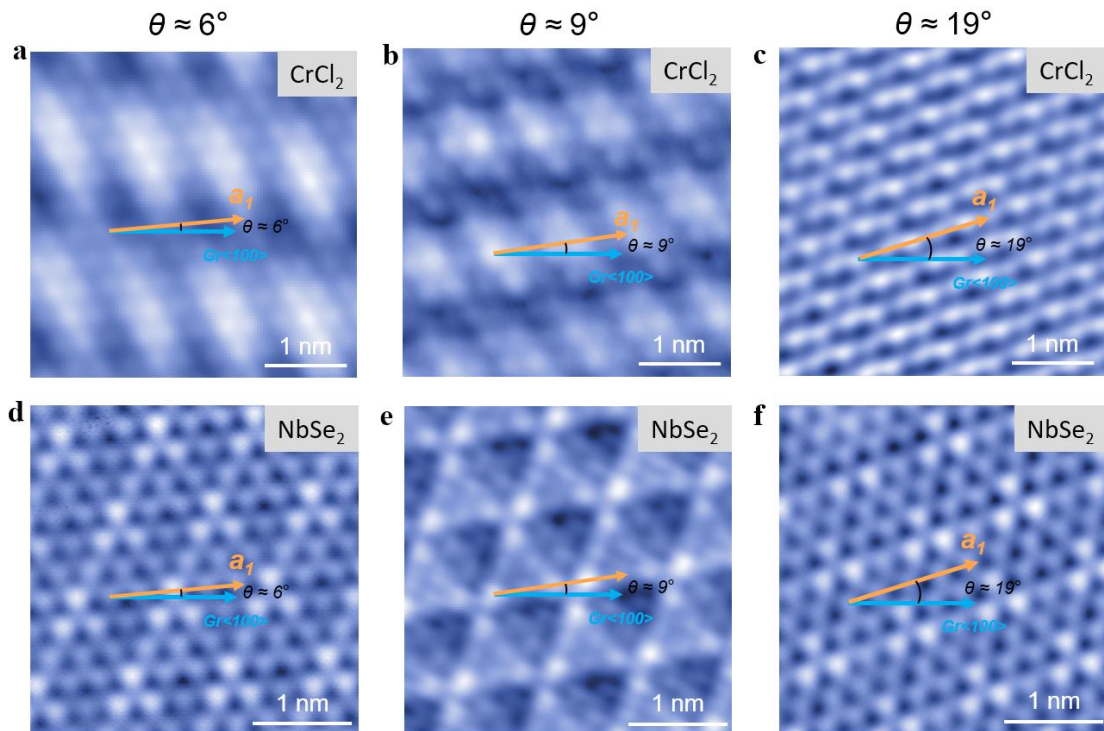 θ ≈ 6° θ ≈ 9° θ ≈ 19°
a CrCl₂
a₁
θ ≈ 6°
Gr<100>
1 nm
b CrCl₂
a₁
θ ≈ 9°
Gr<100>
1 nm
c CrCl₂
a₁
θ ≈ 19°
Gr<100>
1 nm
d NbSe₂
a₁
θ ≈ 6°
Gr<100>
1 nm
e NbSe₂
a₁
θ ≈ 9°
Gr<100>
1 nm
f NbSe₂
a₁
θ ≈ 19°
Gr<100>
1 nm